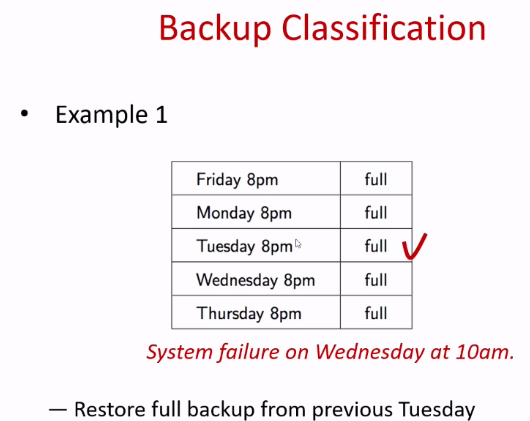 Backup Classification
• Example 1
Friday 8pm full
Monday 8pm full
Tuesday 8pm full
Wednesday 8pm full
Thursday 8pm full
System failure on Wednesday at 10am.
— Restore full backup from previous Tuesday